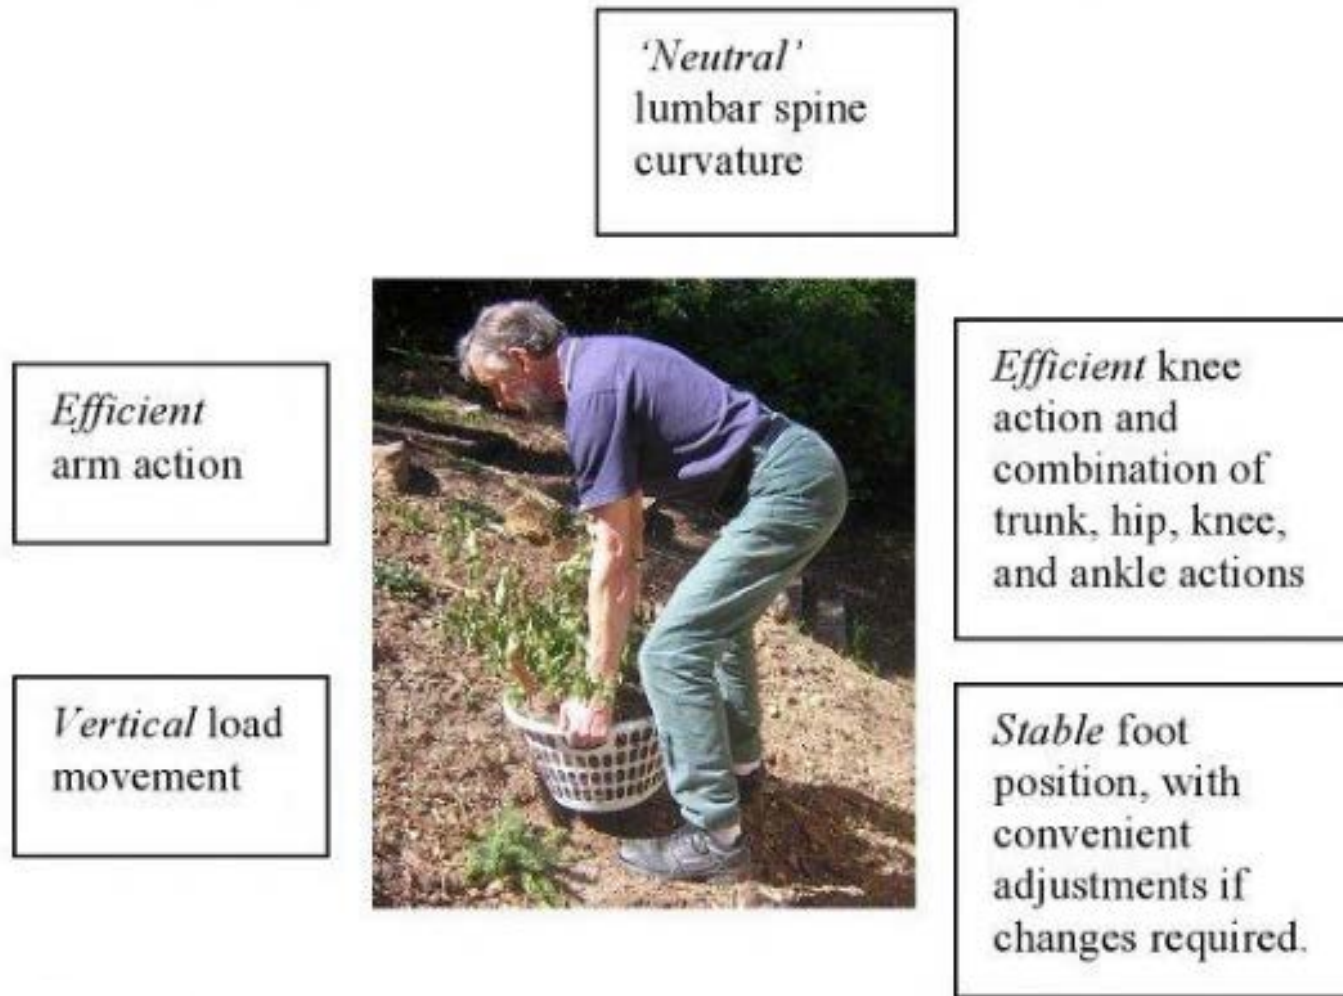 ‘Neutral’
lumbar spine
curvature
Efficient
arm action
Efficient knee
action and
combination of
trunk, hip, knee,
and ankle actions
Vertical load
movement
Stable foot
position, with
convenient
adjustments if
changes required.